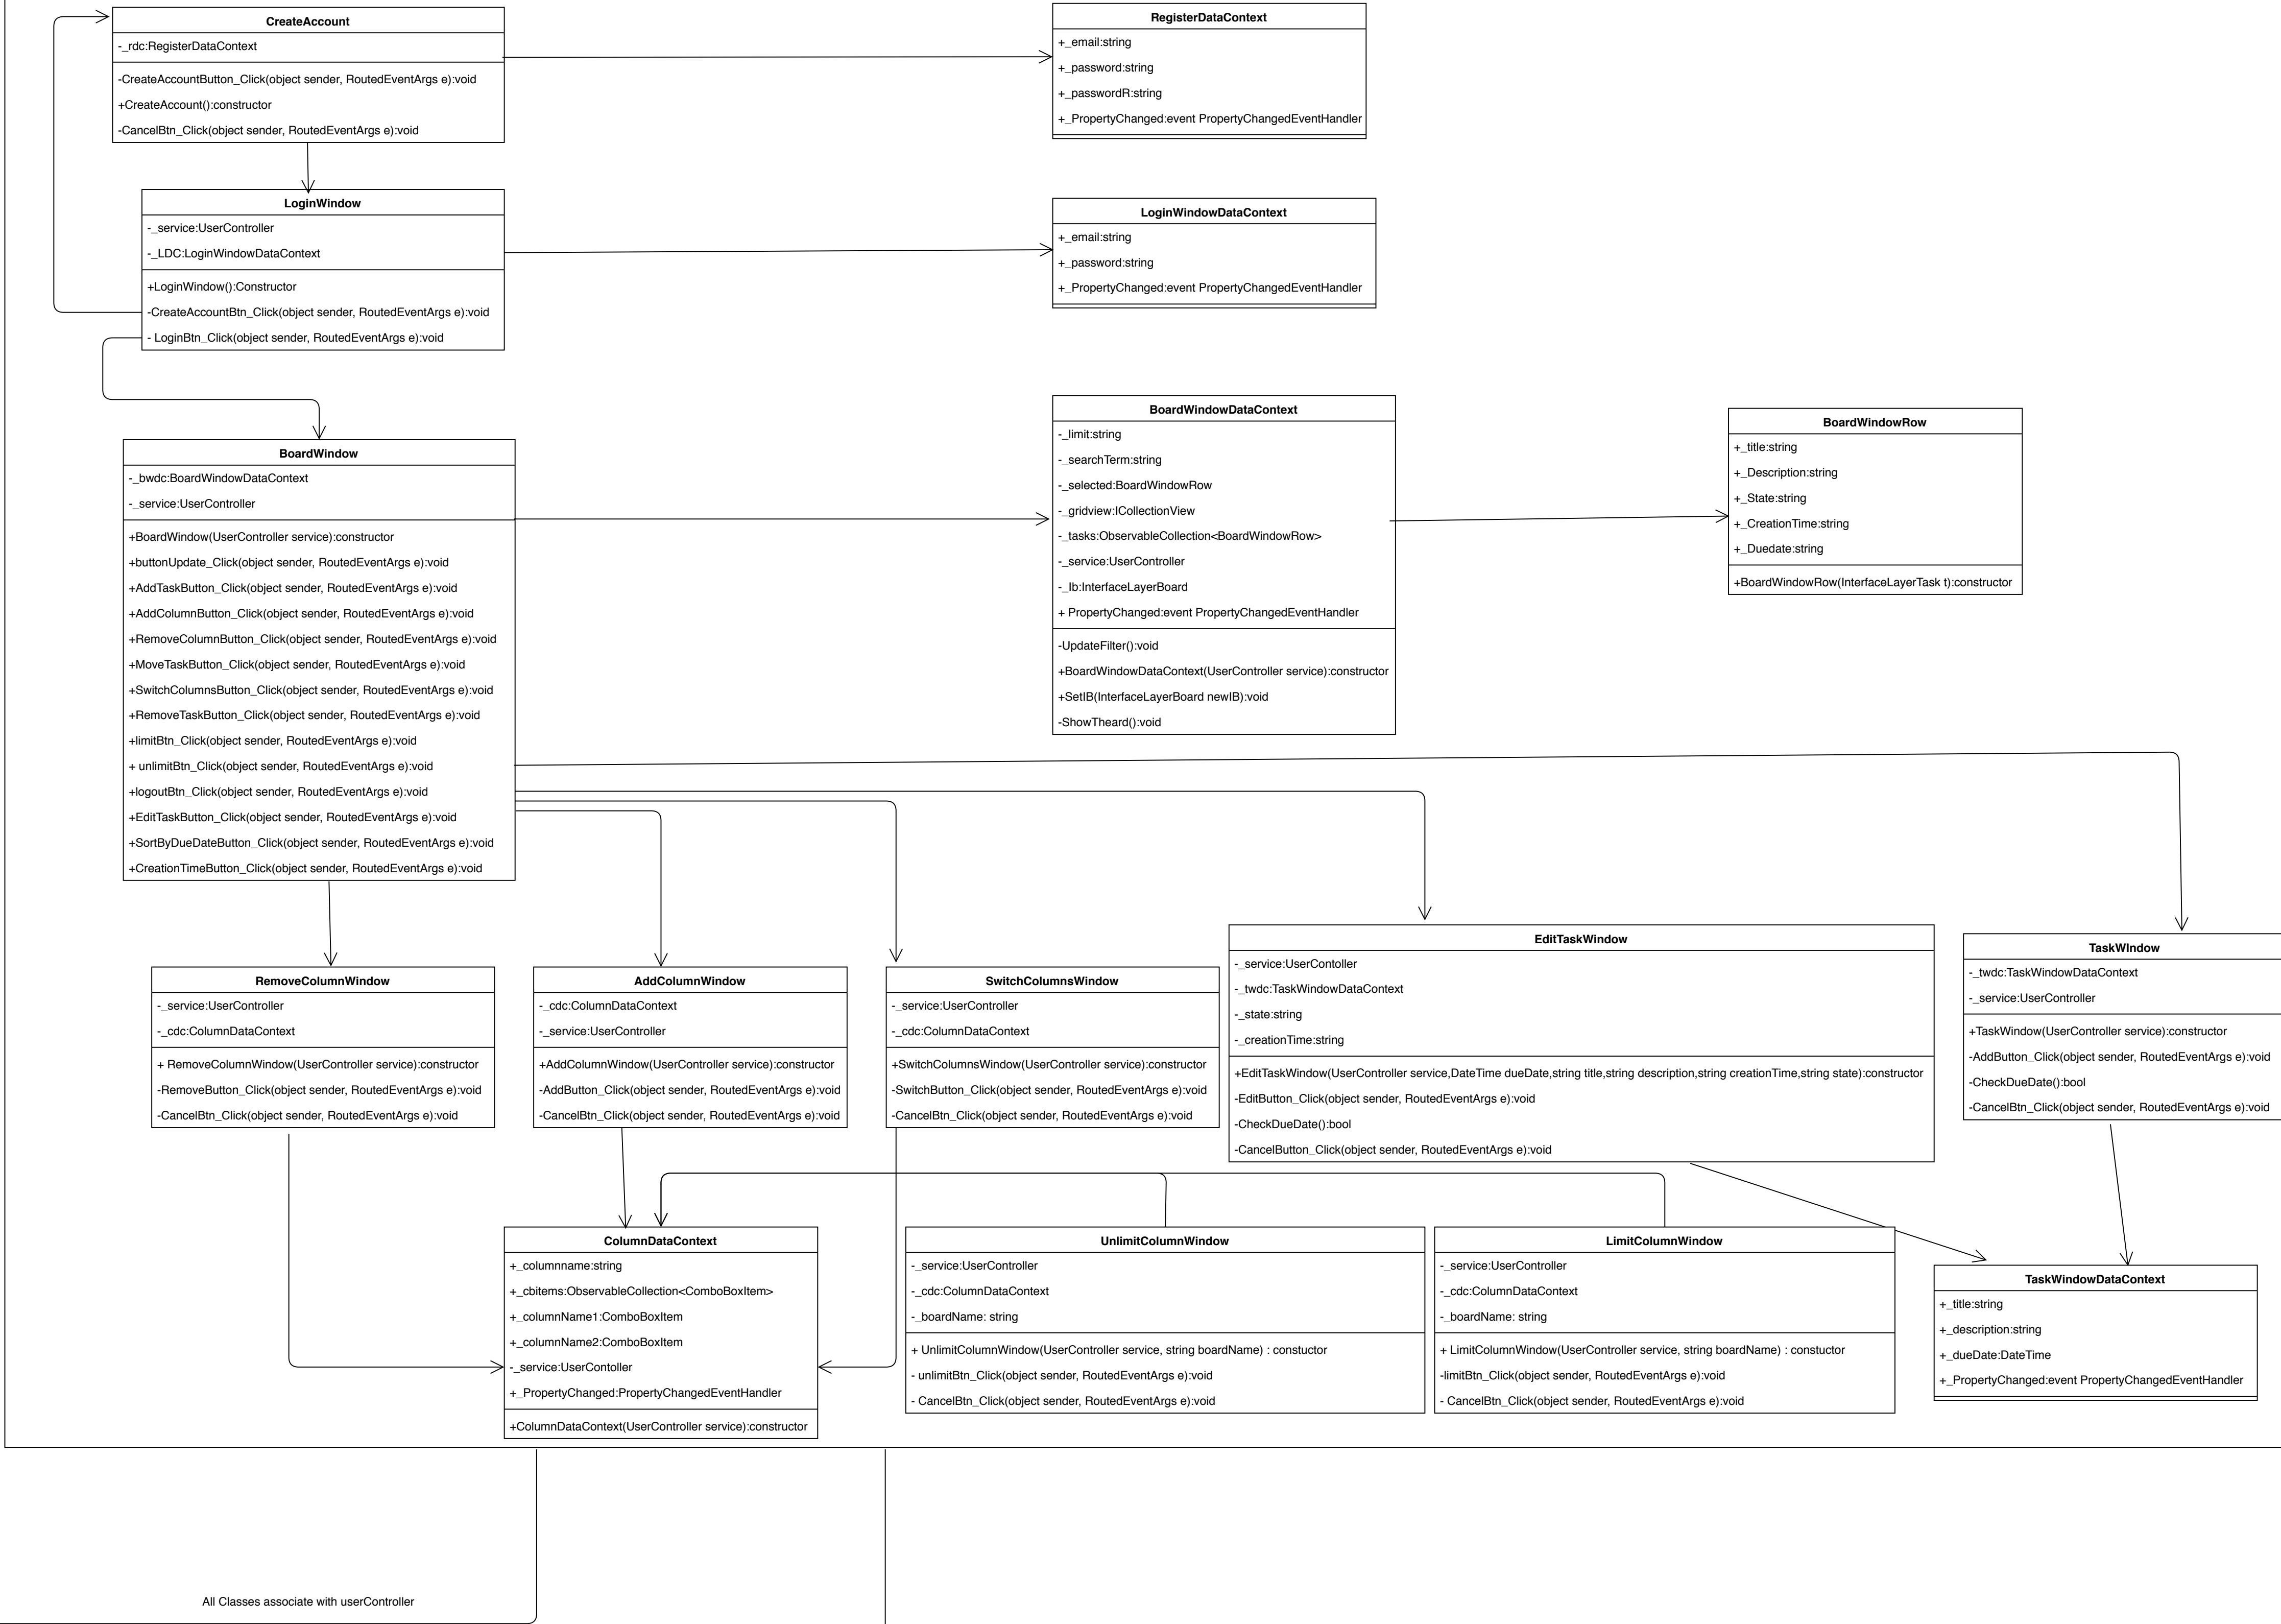 CreateAccount
-_rdc:RegisterDataContext
-CreateAccountButton_Click(object sender, RoutedEventArgs e):void
+CreateAccount():constructor
-CancelBtn_Click(object sender, RoutedEventArgs e):void
RegisterDataContext
+_email:string
+_password:string
+_passwordR:string
+_PropertyChanged:event PropertyChangedEventHandler
LoginWindow
-_service:UserController
-_LDC:LoginWindowDataContext
+LoginWindow():Constructor
-CreateAccountBtn_Click(object sender, RoutedEventArgs e):void
- LoginBtn_Click(object sender, RoutedEventArgs e):void
LoginWindowDataContext
+_email:string
+_password:string
+_PropertyChanged:event PropertyChangedEventHandler
BoardWindow
-_bwdc:BoardWindowDataContext
-_service:UserController
+BoardWindow(UserController service):constructor
+buttonUpdate_Click(object sender, RoutedEventArgs e):void
+AddTaskButton_Click(object sender, RoutedEventArgs e):void
+AddColumnButton_Click(object sender, RoutedEventArgs e):void
+RemoveColumnButton_Click(object sender, RoutedEventArgs e):void
+MoveTaskButton_Click(object sender, RoutedEventArgs e):void
+SwitchColumnsButton_Click(object sender, RoutedEventArgs e):void
+RemoveTaskButton_Click(object sender, RoutedEventArgs e):void
+limitBtn_Click(object sender, RoutedEventArgs e):void
+ unlimitBtn_Click(object sender, RoutedEventArgs e):void
+logoutBtn_Click(object sender, RoutedEventArgs e):void
+EditTaskButton_Click(object sender, RoutedEventArgs e):void
+SortByDueDateButton_Click(object sender, RoutedEventArgs e):void
+CreationTimeButton_Click(object sender, RoutedEventArgs e):void
BoardWindowDataContext
-_limit:string
-_searchTerm:string
-_selected:BoardWindowRow
-_gridview:ICollectionView
-_tasks:ObservableCollection<BoardWindowRow>
-_service:UserController
-_Ib:InterfaceLayerBoard
+ PropertyChanged:event PropertyChangedEventHandler
-UpdateFilter():void
+BoardWindowDataContext(UserController service):constructor
+SetIB(InterfaceLayerBoard newIB):void
-ShowTheard():void
BoardWindowRow
+_title:string
+_Description:string
+_State:string
+_CreationTime:string
+_Duedate:string
+BoardWindowRow(InterfaceLayerTask t):constructor
RemoveColumnWindow
-_service:UserController
-_cdc:ColumnDataContext
+ RemoveColumnWindow(UserController service):constructor
-RemoveButton_Click(object sender, RoutedEventArgs e):void
-CancelBtn_Click(object sender, RoutedEventArgs e):void
AddColumnWindow
-_cdc:ColumnDataContext
-_service:UserController
+AddColumnWindow(UserController service):constructor
-AddButton_Click(object sender, RoutedEventArgs e):void
-CancelBtn_Click(object sender, RoutedEventArgs e):void
SwitchColumnsWindow
-_service:UserController
-_cdc:ColumnDataContext
+SwitchColumnsWindow(UserController service):constructor
-SwitchButton_Click(object sender, RoutedEventArgs e):void
-CancelBtn_Click(object sender, RoutedEventArgs e):void
EditTaskWindow
-_service:UserContoller
-_twdc:TaskWindowDataContext
-_state:string
-_creationTime:string
+EditTaskWindow(UserController service,DateTime dueDate,string title,string description,string creationTime,string state):constructor
-EditButton_Click(object sender, RoutedEventArgs e):void
-CheckDueDate():bool
-CancelButton_Click(object sender, RoutedEventArgs e):void
TaskWIndow
-_twdc:TaskWindowDataContext
-_service:UserController
+TaskWindow(UserController service):constructor
-AddButton_Click(object sender, RoutedEventArgs e):void
-CheckDueDate():bool
-CancelBtn_Click(object sender, RoutedEventArgs e):void
ColumnDataContext
+_columnname:string
+_cbitems:ObservableCollection<ComboBoxItem>
+_columnName1:ComboBoxItem
+_columnName2:ComboBoxItem
-_service:UserContoller
+_PropertyChanged:PropertyChangedEventHandler
+ColumnDataContext(UserController service):constructor
UnlimitColumnWindow
-_service:UserController
-_cdc:ColumnDataContext
-_boardName: string
+ UnlimitColumnWindow(UserController service, string boardName) : constuctor
- unlimitBtn_Click(object sender, RoutedEventArgs e):void
- CancelBtn_Click(object sender, RoutedEventArgs e):void
LimitColumnWindow
-_service:UserController
-_cdc:ColumnDataContext
-_boardName: string
+ LimitColumnWindow(UserController service, string boardName) : constuctor
-limitBtn_Click(object sender, RoutedEventArgs e):void
- CancelBtn_Click(object sender, RoutedEventArgs e):void
TaskWindowDataContext
+_title:string
+_description:string
+_dueDate:DateTime
+_PropertyChanged:event PropertyChangedEventHandler
All Classes associate with userController